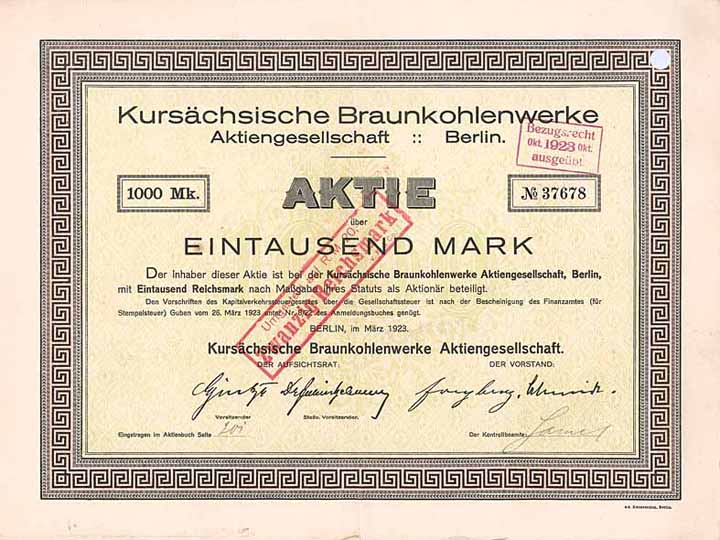 Kursächsische Braunkohlenwerke
Aktiengesellschaft :: Berlin.
Bezugsrecht
Okt. 1923 Okt.
ausgeübt
1000 Mk.
AKTIE
№ 37678
über
EINTAUSEND MARK
R.M. 20.
Zwanzig Reichsmark
Der Inhaber dieser Aktie ist bei der Kursächsische Braunkohlenwerke Aktiengesellschaft, Berlin,
mit Eintausend Reichsmark nach Maßgabe ihres Statuts als Aktionär beteiligt.
Den Vorschriften des Kapitalverkehrssteuergesetzes über die Gesellschaftssteuer ist nach der Bescheinigung des Finanzamtes (für
Stempelsteuer) Guben vom 26. März 1923 unter Nr. des Anmeldungsbuches genügt.
BERLIN, im März 1923.
Kursächsische Braunkohlenwerke Aktiengesellschaft.
DER AUFSICHTSRAT: DER VORSTAND:
Vorsitzender Stellv. Vorsitzender.
Eingetragen im Aktienbuch Seite
Der Kontrollbeamte: